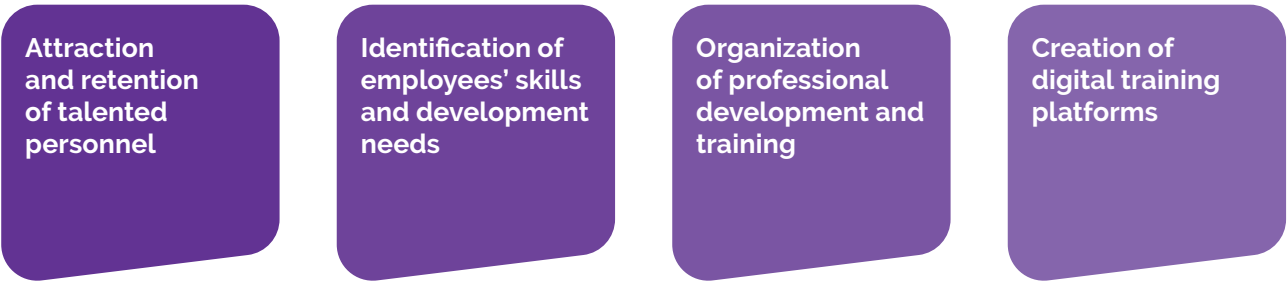 Attraction
and retention
of talented
personnel
Identification of
employees’ skills
and development
needs
Organization
of professional
development and
training
Creation of
digital training
platforms